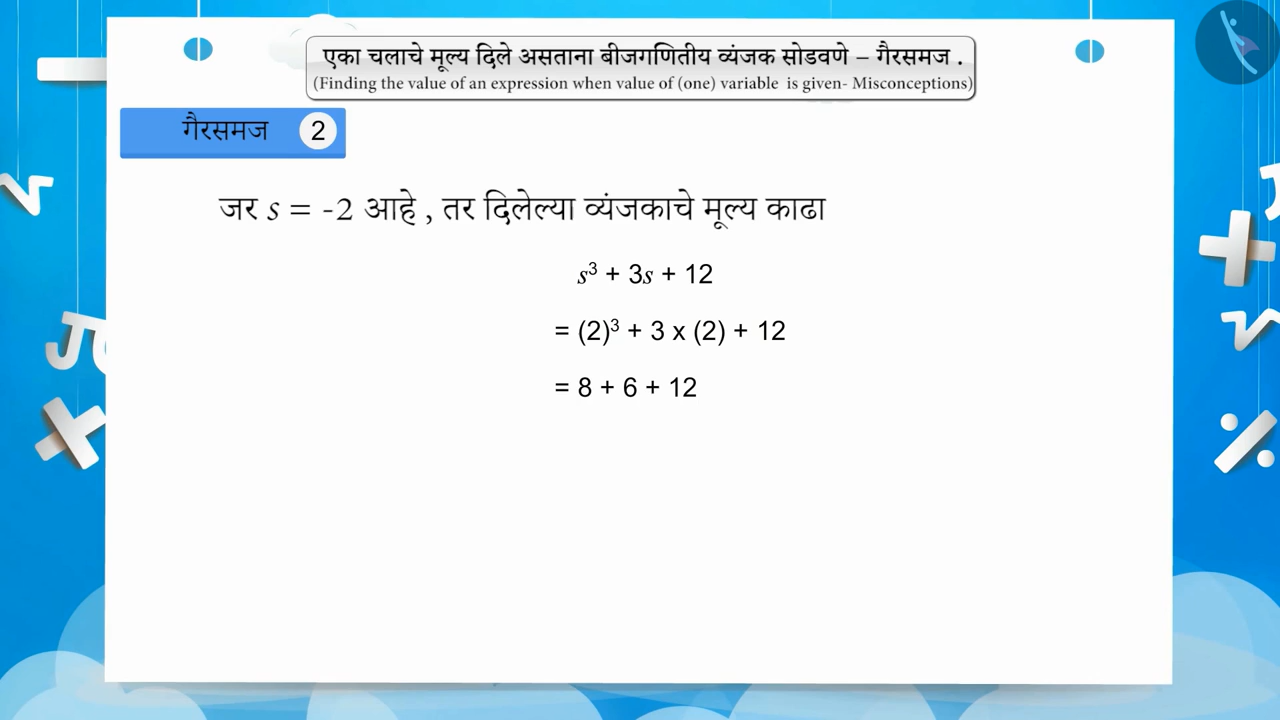 एका चलाचे मूल्य दिले असताना बीजगणितीय व्यंजक सोडवणे – गैरसमज .
(Finding the value of an expression when value of (one) variable is given- Misconceptions)
गैरसमज 2
जर s = -2 आहे , तर दिलेल्या व्यंजकाचे मूल्य काढा
s³ + 3s + 12
= (2)³ + 3 x (2) + 12
= 8 + 6 + 12